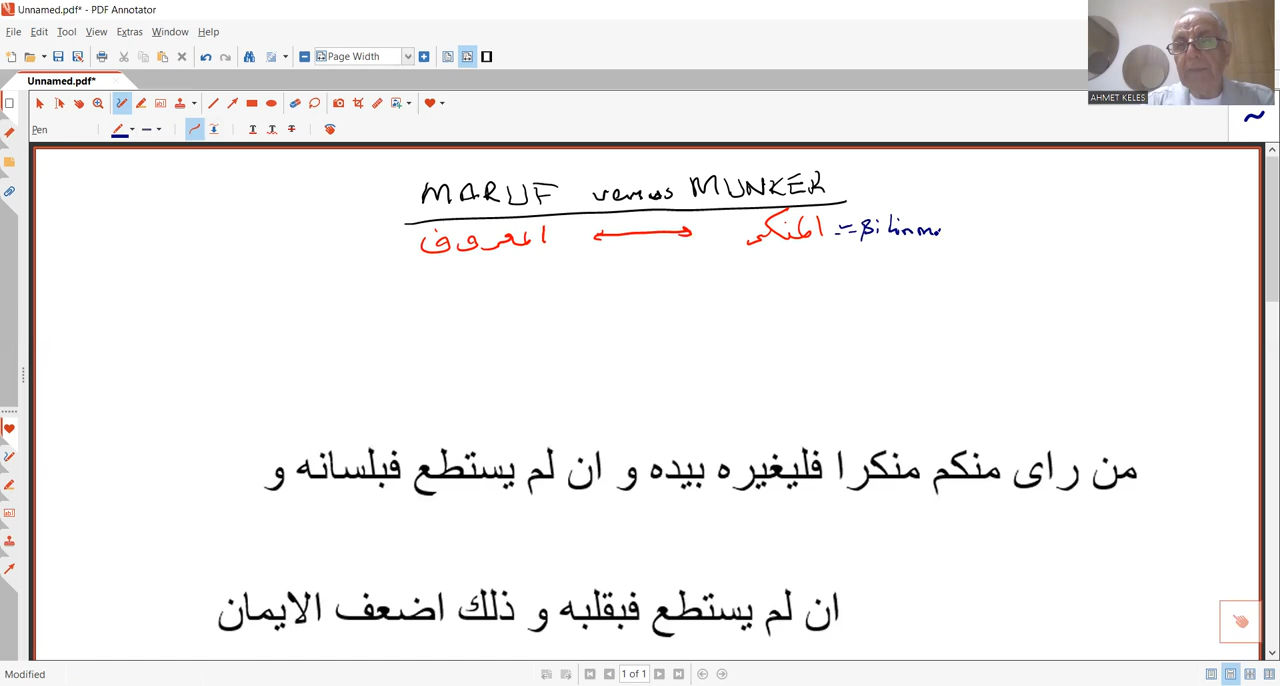 Unnamed.pdf* - PDF Annotator
File Edit Tool View Extras Window Help
Page Width
Unnamed.pdf*
AHMET KELES
Pen
MARUF versus MUNKER
المعروف المنكر = Bilinme
من راى منكم منكرا فليغيره بيده و ان لم يستطع فبلسانه و
ان لم يستطع فبقلبه و ذلك اضعف الايمان
Modified
1 of 1